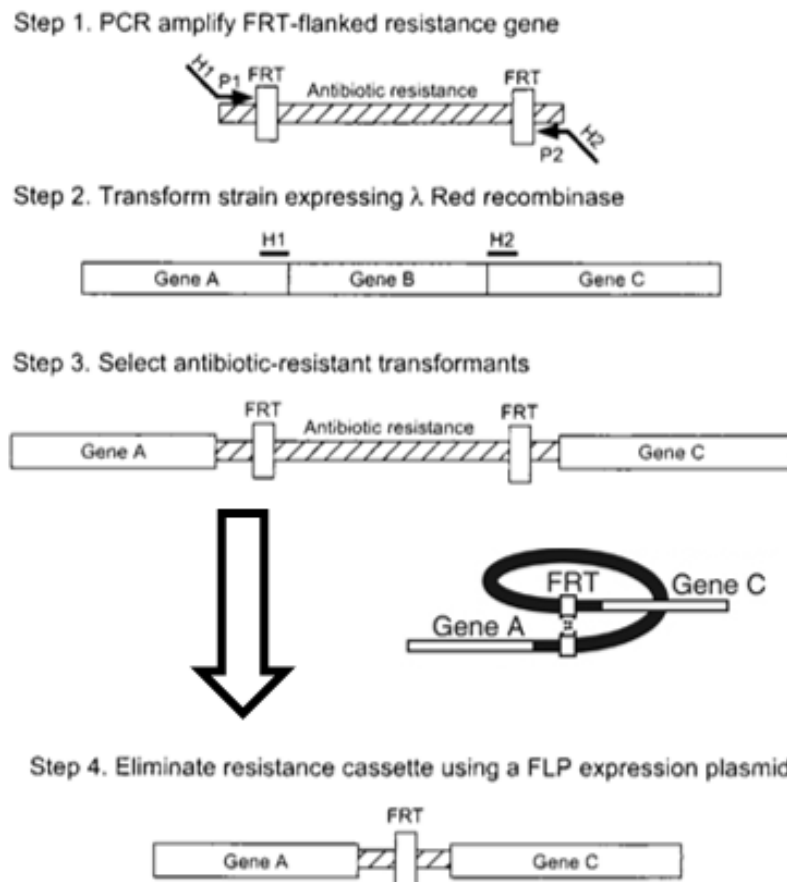 Step 1. PCR amplify FRT-flanked resistance gene
H1
P1
FRT
Antibiotic resistance
FRT
P2
H2
Step 2. Transform strain expressing λ Red recombinase
H1
H2
Gene A
Gene B
Gene C
Step 3. Select antibiotic-resistant transformants
FRT
Antibiotic resistance
FRT
Gene A
Gene C
FRT
Gene C
Gene A
Step 4. Eliminate resistance cassette using a FLP expression plasmid
FRT
Gene A
Gene C